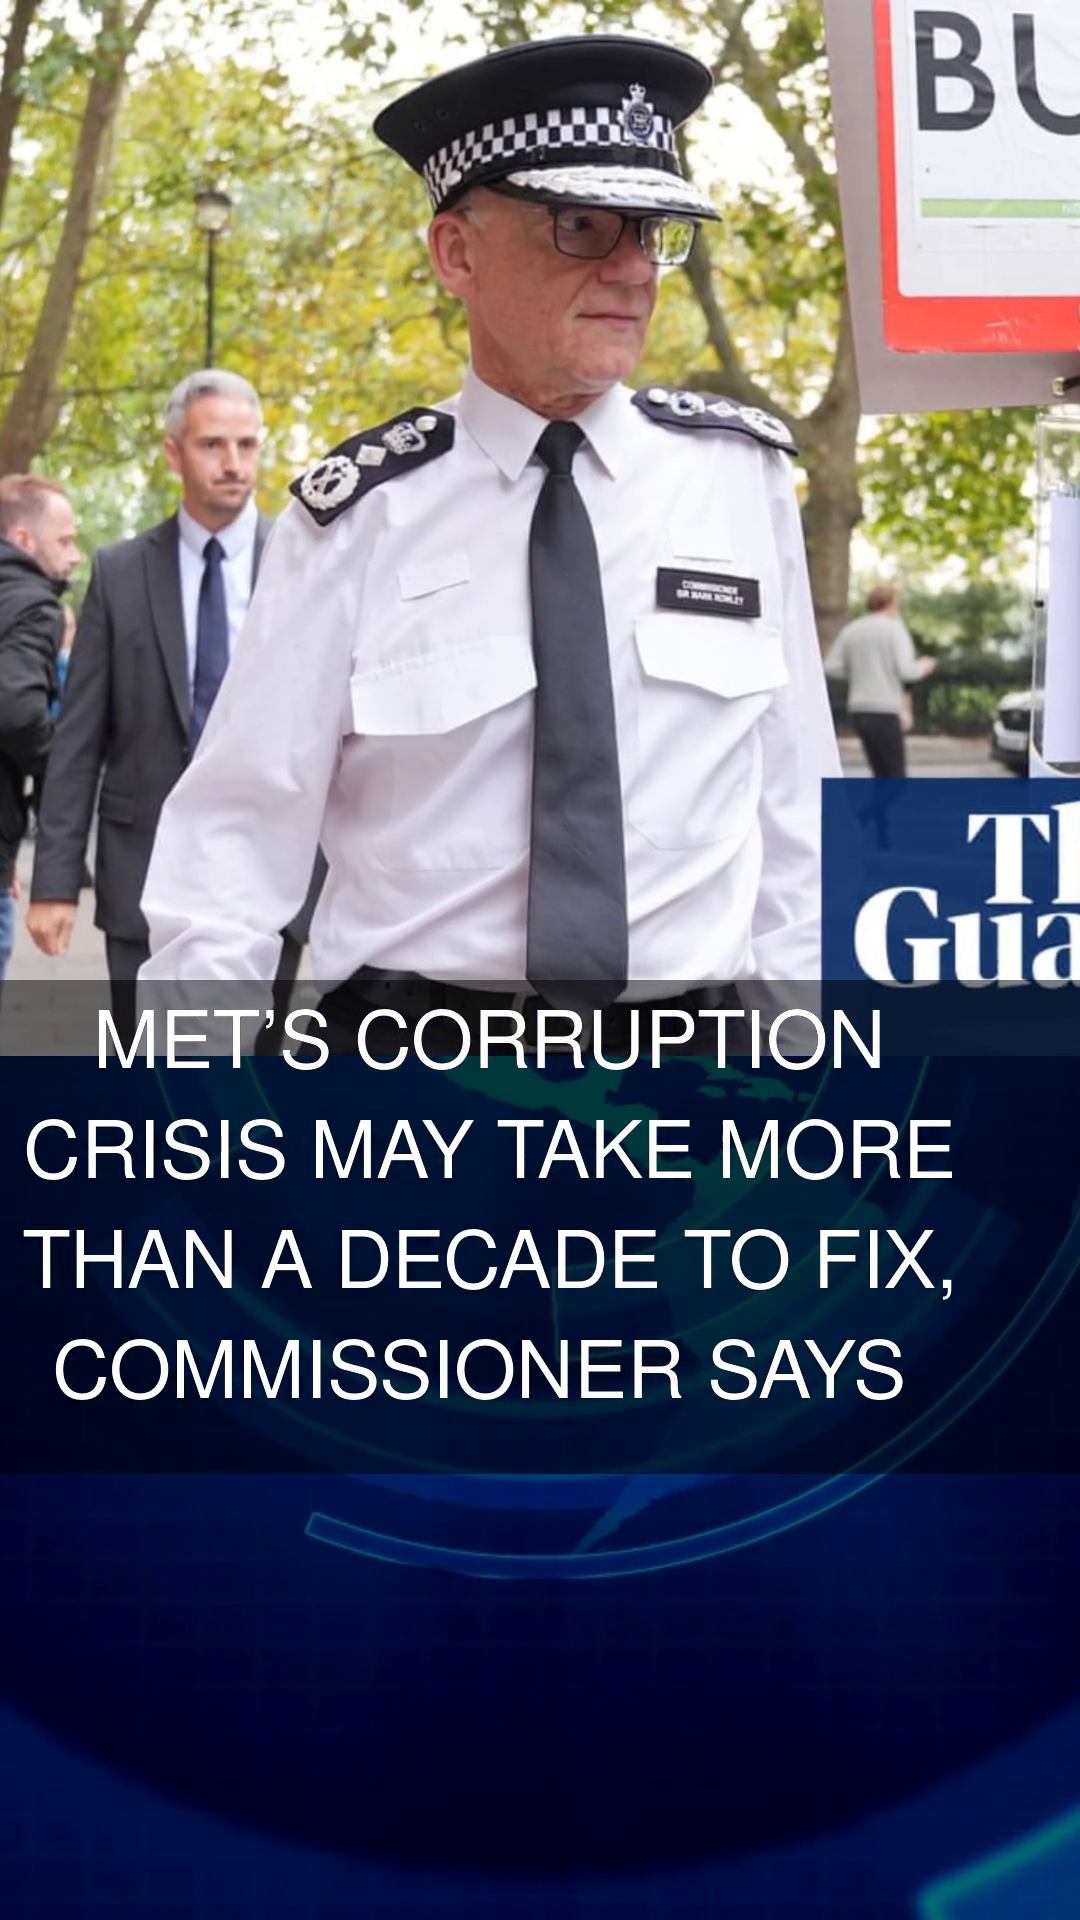 BU
COMMISSIONER
SIR MARK ROWLEY
Th
Gua
MET’S CORRUPTION
CRISIS MAY TAKE MORE
THAN A DECADE TO FIX,
COMMISSIONER SAYS